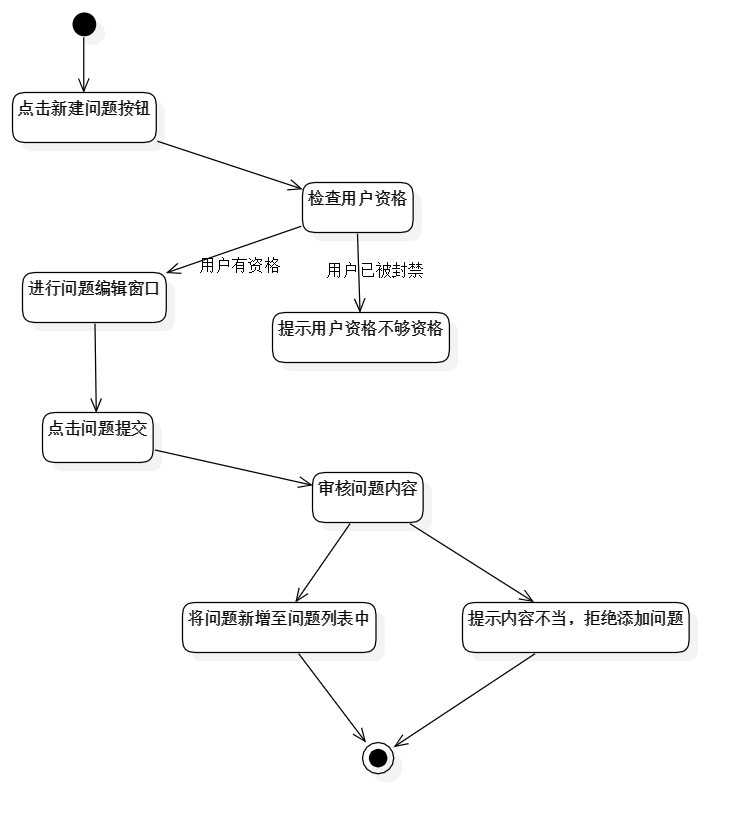 点击新建问题按钮
检查用户资格
用户有资格
用户已被封禁
进行问题编辑窗口
提示用户资格不够资格
点击问题提交
审核问题内容
将问题新增至问题列表中
提示内容不当，拒绝添加问题